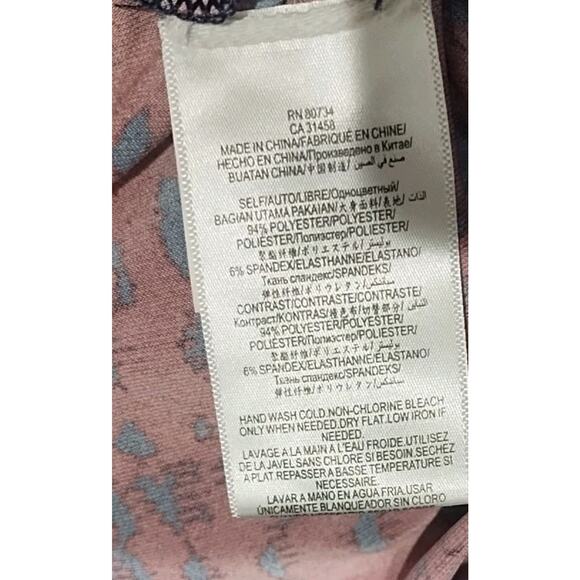 RN 80734
CA 31458
MADE IN CHINA/FABRIQUÉ EN CHINE/
HECHO EN CHINA/Произведено в Китае/
BUATAN CHINA/中国制造/ صنع في الصين
SELF/AUTO/LIBRE/Одноцветный/
BAGIAN UTAMA PAKAIAN/大身面料/表地/ الذات
94% POLYESTER/POLYESTER/
POLIÉSTER/Полиэстер/POLIESTER/
聚酯纤维/ポリエステル/ بوليستر
6% SPANDEX/ELASTHANNE/ELASTANO/
Ткань спандекс/SPANDEKS/
弹性纤维/ポリウレタン/ سباندكس
CONTRAST/CONTRASTE/CONTRASTE/
Контраст/KONTRAS/撞色布/切替部分/ التباين
94% POLYESTER/POLYESTER/
POLIÉSTER/Полиэстер/POLIESTER/
聚酯纤维/ポリエステル/ بوليستر
6% SPANDEX/ELASTHANNE/ELASTANO/
Ткань спандекс/SPANDEKS/
弹性纤维/ポリウレタン/ سباندكس
HAND WASH COLD.NON-CHLORINE BLEACH
ONLY WHEN NEEDED.DRY FLAT.LOW IRON IF
NEEDED.
LAVAGE A LA MAIN A L'EAU FROIDE.UTILISEZ
DE LA JAVEL SANS CHLORE SI BESOIN.SECHEZ
A PLAT.REPASSER A BASSE TEMPERATURE SI
NÉCESSAIRE.
LAVAR A MANO EN AGUA FRIA.USAR
ÚNICAMENTE BLANQUEADOR SIN CLORO